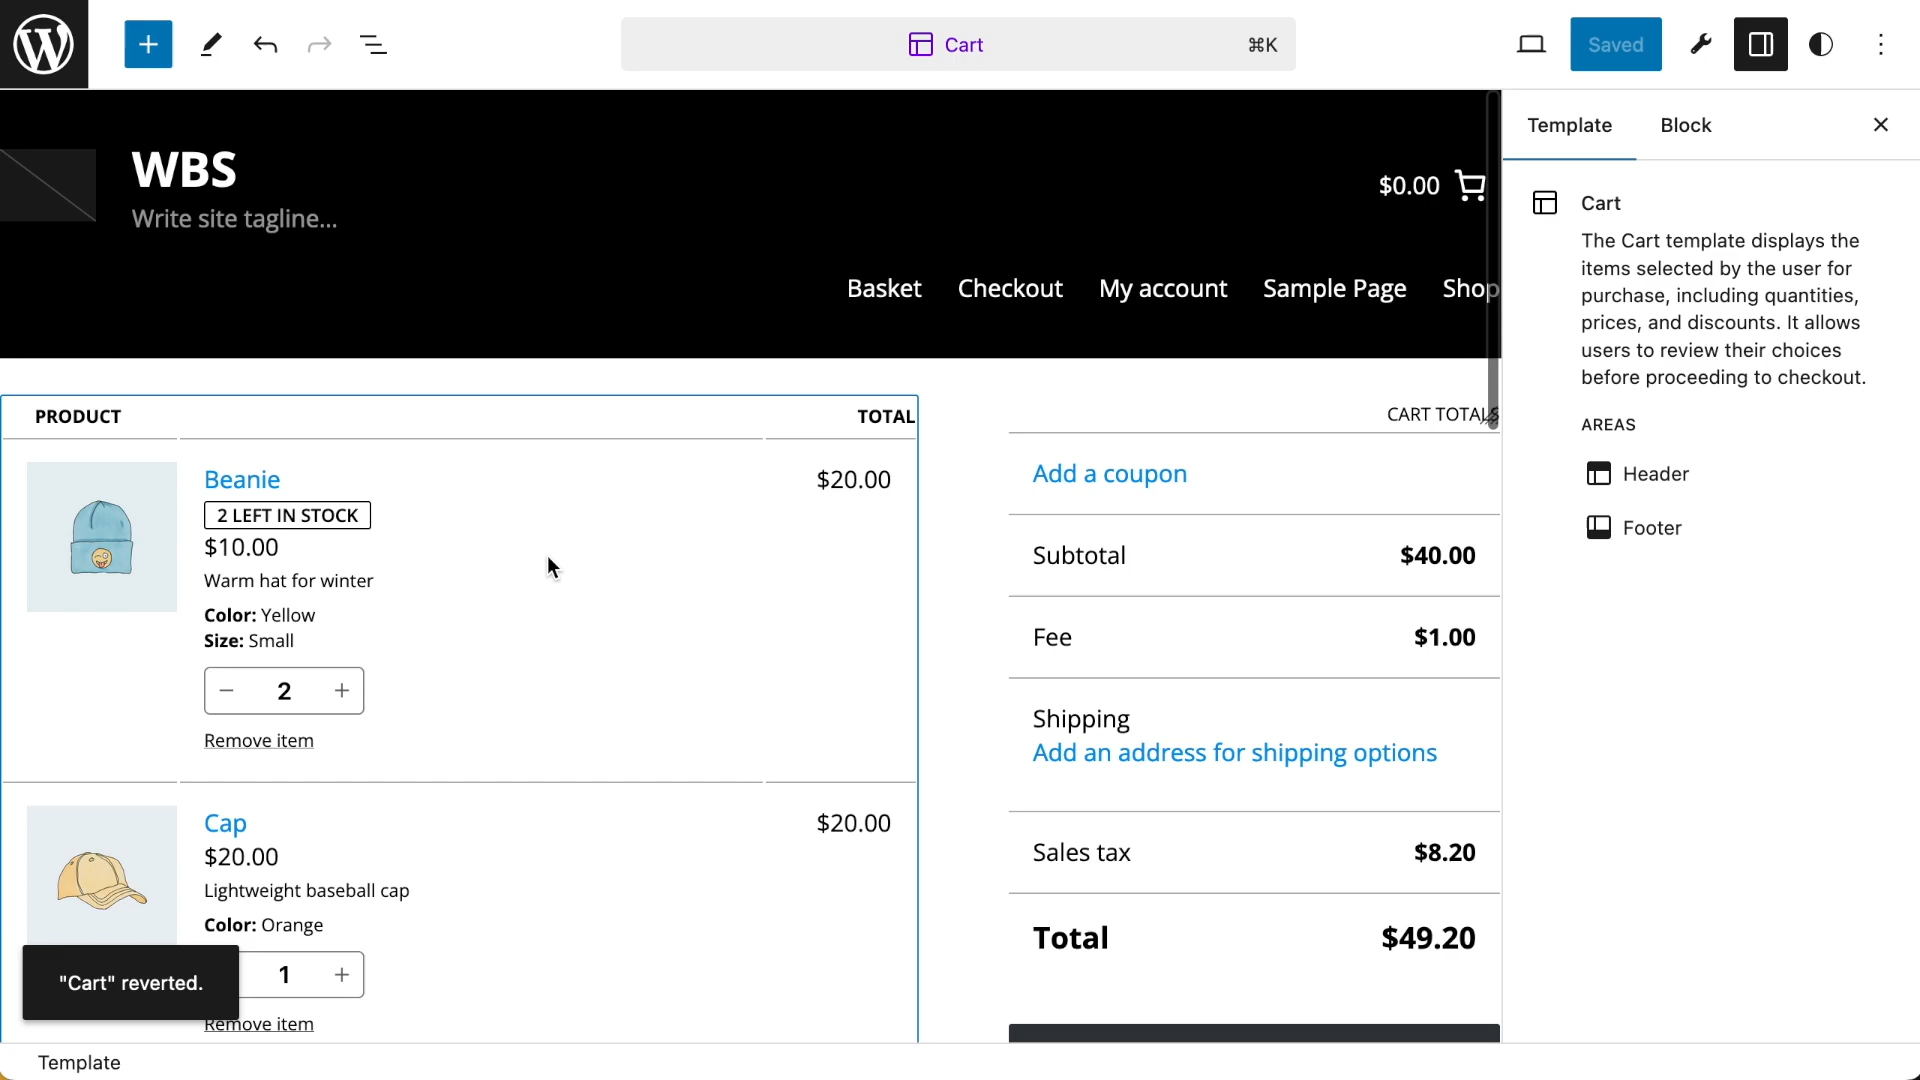 Cart
⌘K
Saved
WBS
Write site tagline...
$0.00
Basket
Checkout
My account
Sample Page
Shop
PRODUCT
TOTAL
Beanie
$20.00
2 LEFT IN STOCK
$10.00
Warm hat for winter
Color: Yellow
Size: Small
− 2 +
Remove item
Cap
$20.00
$20.00
Lightweight baseball cap
Color: Orange
1 +
Remove item
"Cart" reverted.
CART TOTALS
Add a coupon
Subtotal
$40.00
Fee
$1.00
Shipping
Add an address for shipping options
Sales tax
$8.20
Total
$49.20
Template
Block
Cart
The Cart template displays the
items selected by the user for
purchase, including quantities,
prices, and discounts. It allows
users to review their choices
before proceeding to checkout.
AREAS
Header
Footer
Template